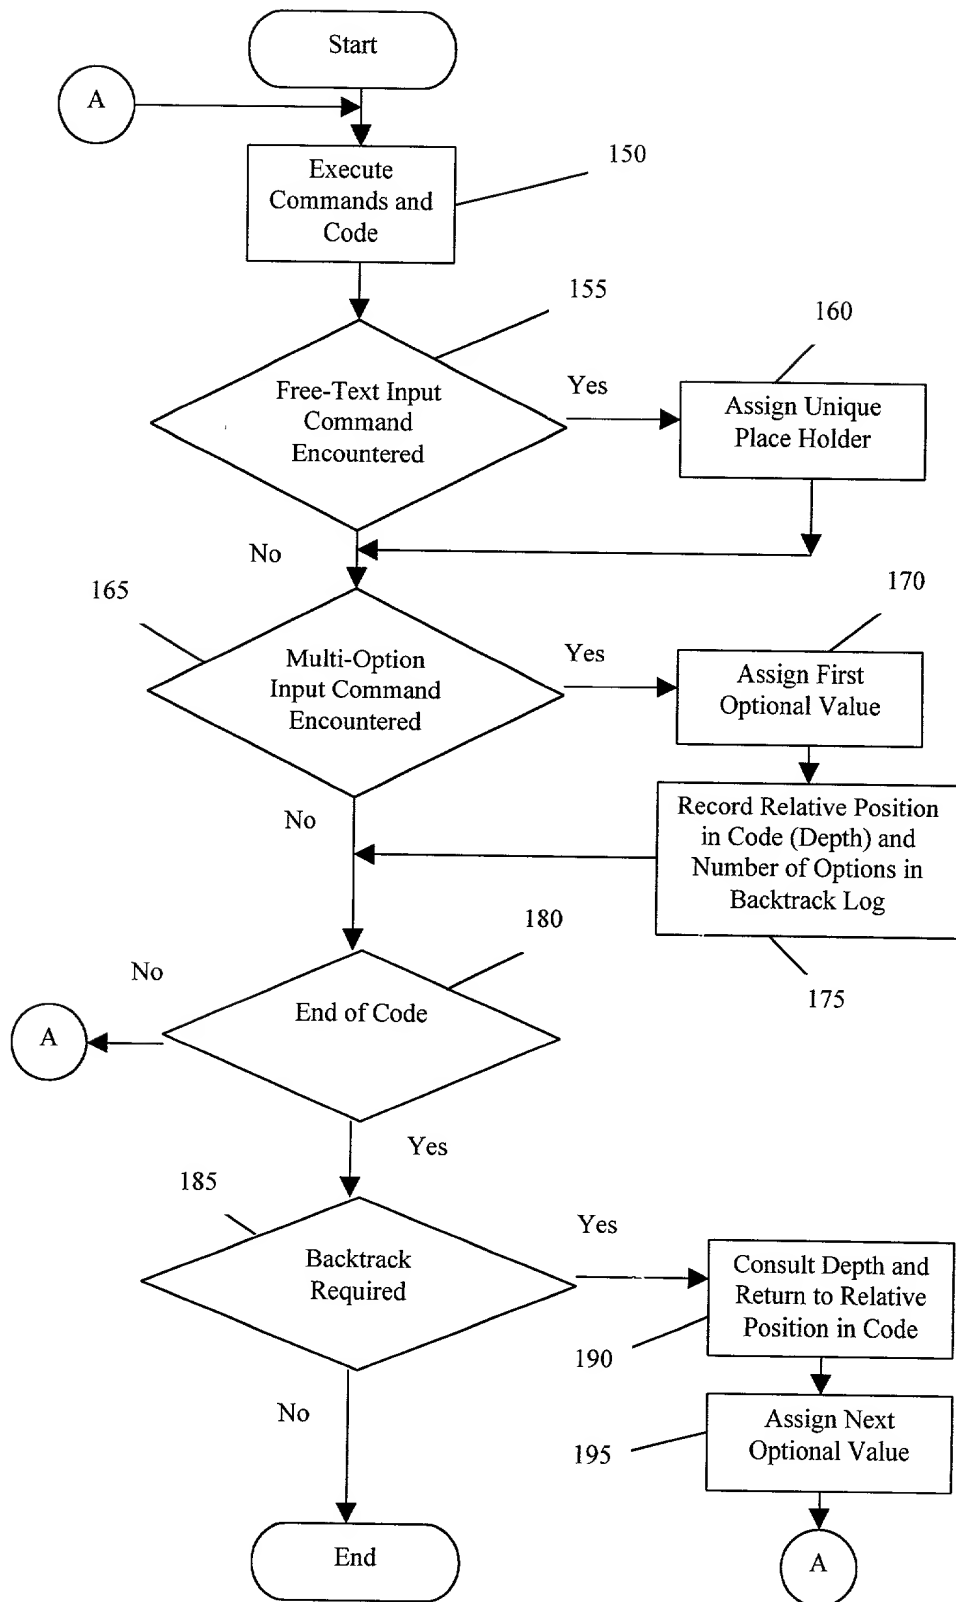 Start
A
150
Execute
Commands and
Code
155
160
Free-Text Input
Command
Encountered
Yes
Assign Unique
Place Holder
No
165
170
Multi-Option
Input Command
Encountered
Yes
Assign First
Optional Value
No
Record Relative Position
in Code (Depth) and
Number of Options in
Backtrack Log
180
175
No
End of Code
A
Yes
185
Backtrack
Required
Yes
Consult Depth and
Return to Relative
Position in Code
190
No
Assign Next
Optional Value
195
End
A